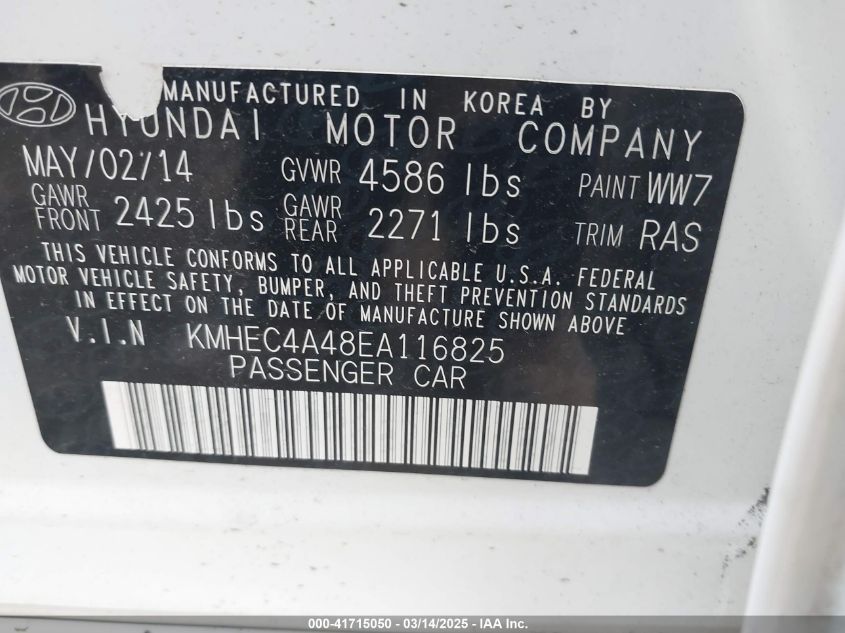 MANUFACTURED IN KOREA BY
HYUNDAI MOTOR COMPANY
MAY/02/14 GVWR 4586 lbs PAINT WW7
GAWR FRONT 2425 lbs GAWR REAR 2271 lbs TRIM RAS
THIS VEHICLE CONFORMS TO ALL APPLICABLE U.S.A. FEDERAL
MOTOR VEHICLE SAFETY, BUMPER, AND THEFT PREVENTION STANDARDS
IN EFFECT ON THE DATE OF MANUFACTURE SHOWN ABOVE
V.I.N KMHEC4A48EA116825
PASSENGER CAR
000-41715050 - 03/14/2025 - IAA Inc.